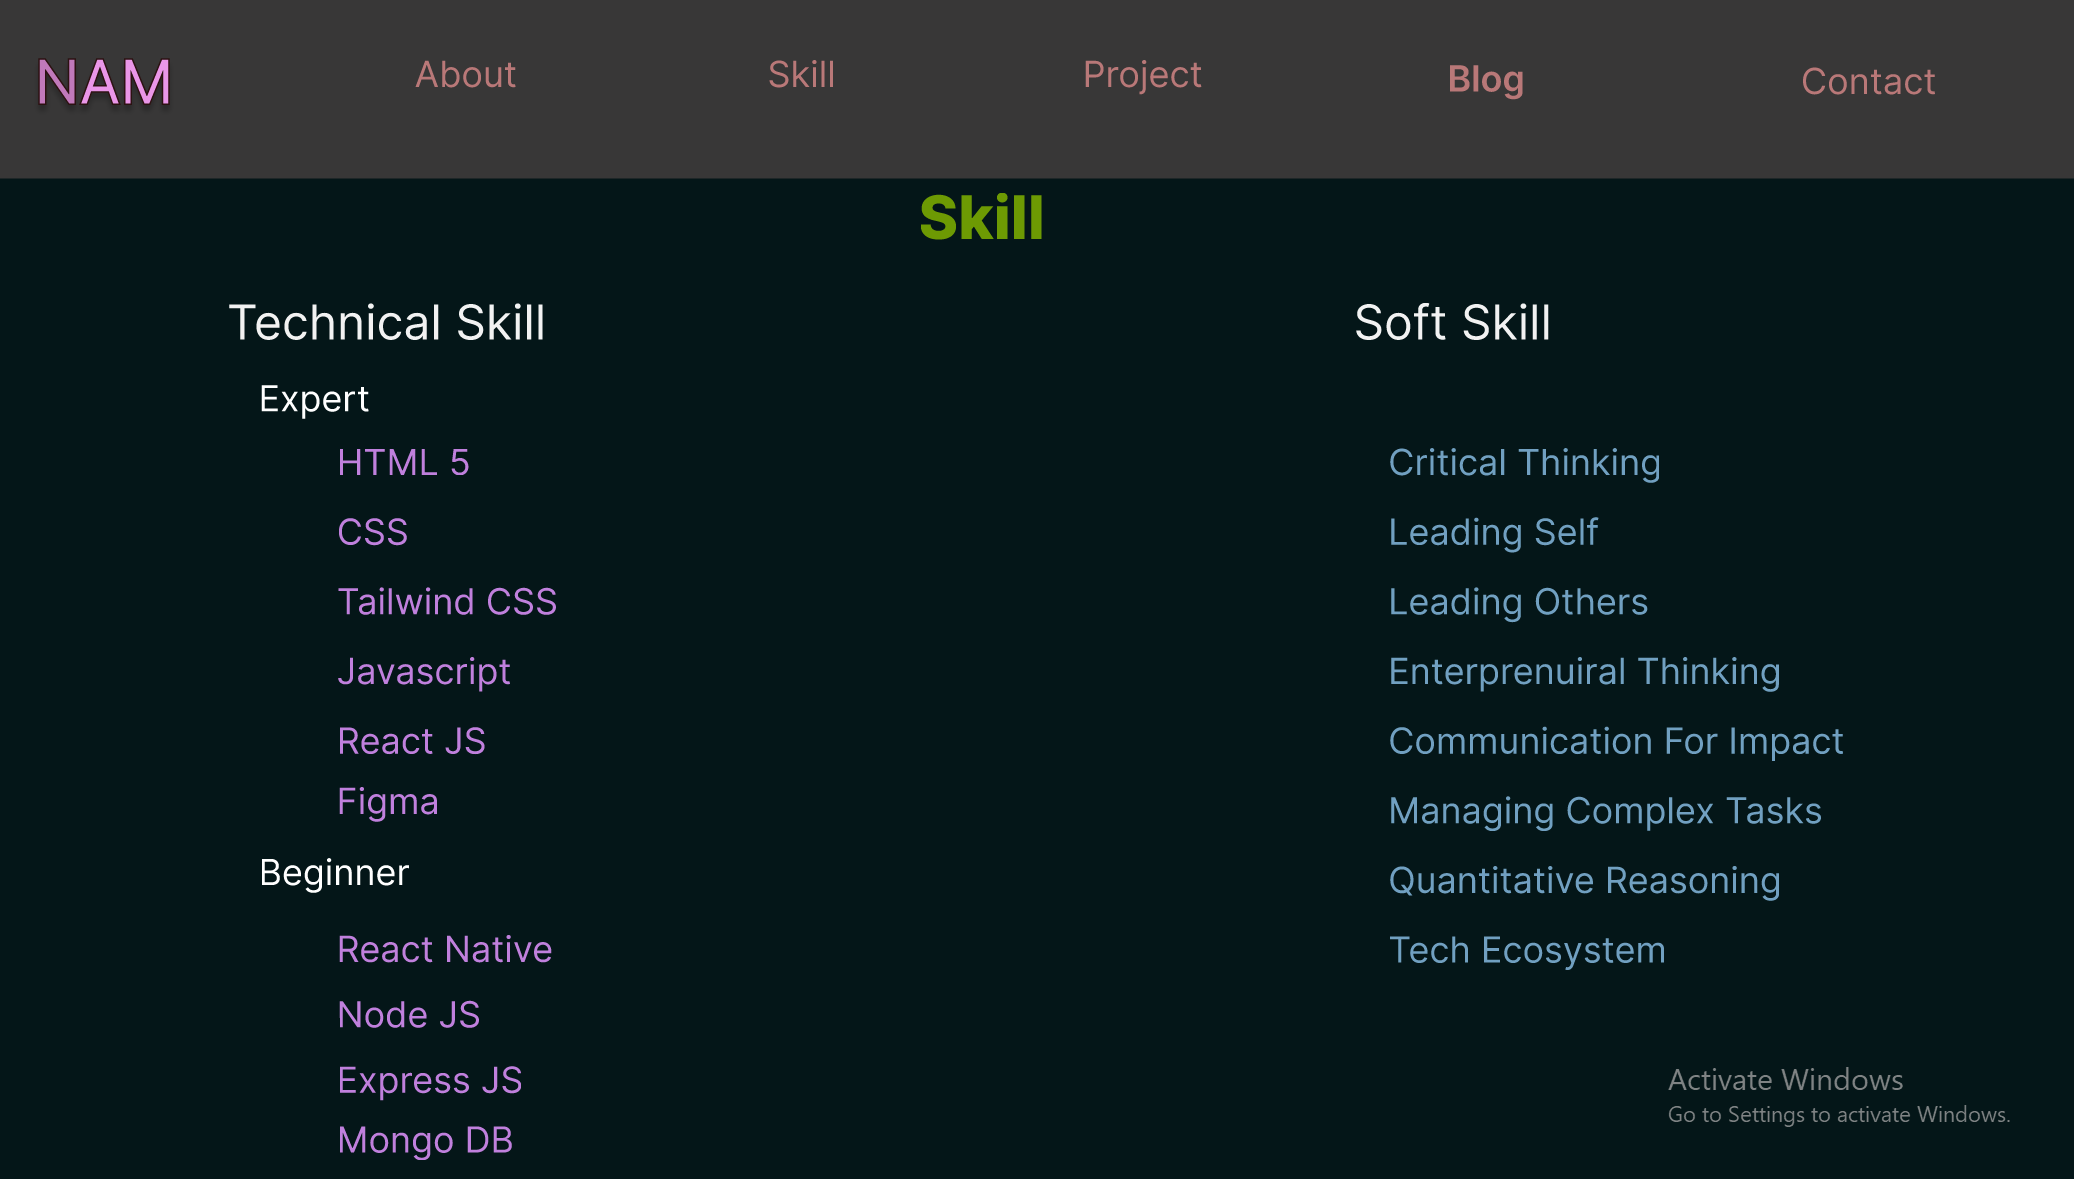 NAM
About
Skill
Project
Blog
Contact
Skill
Technical Skill
Expert
HTML 5
CSS
Tailwind CSS
Javascript
React JS
Figma
Beginner
React Native
Node JS
Express JS
Mongo DB
Soft Skill
Critical Thinking
Leading Self
Leading Others
Enterprenuiral Thinking
Communication For Impact
Managing Complex Tasks
Quantitative Reasoning
Tech Ecosystem
Activate Windows
Go to Settings to activate Windows.